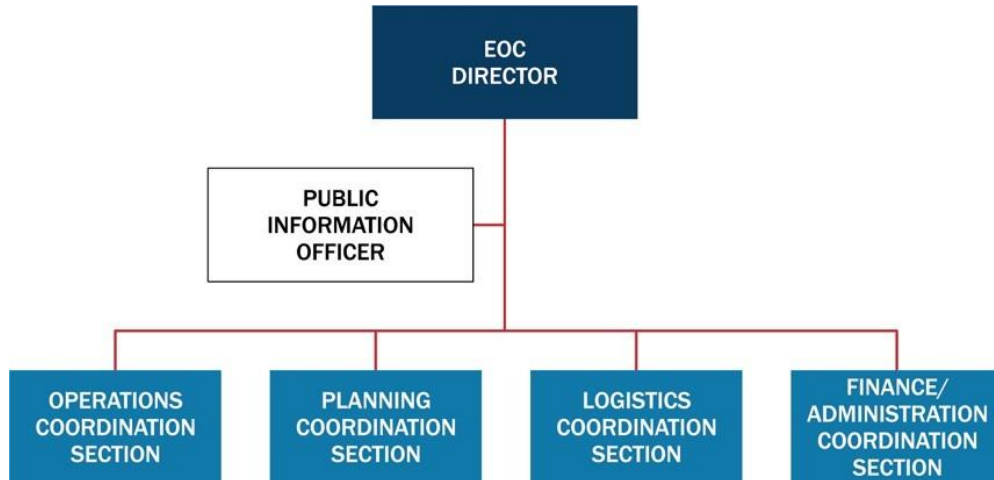 EOC
DIRECTOR
PUBLIC
INFORMATION
OFFICER
OPERATIONS
COORDINATION
SECTION
PLANNING
COORDINATION
SECTION
LOGISTICS
COORDINATION
SECTION
FINANCE/
ADMINISTRATION
COORDINATION
SECTION